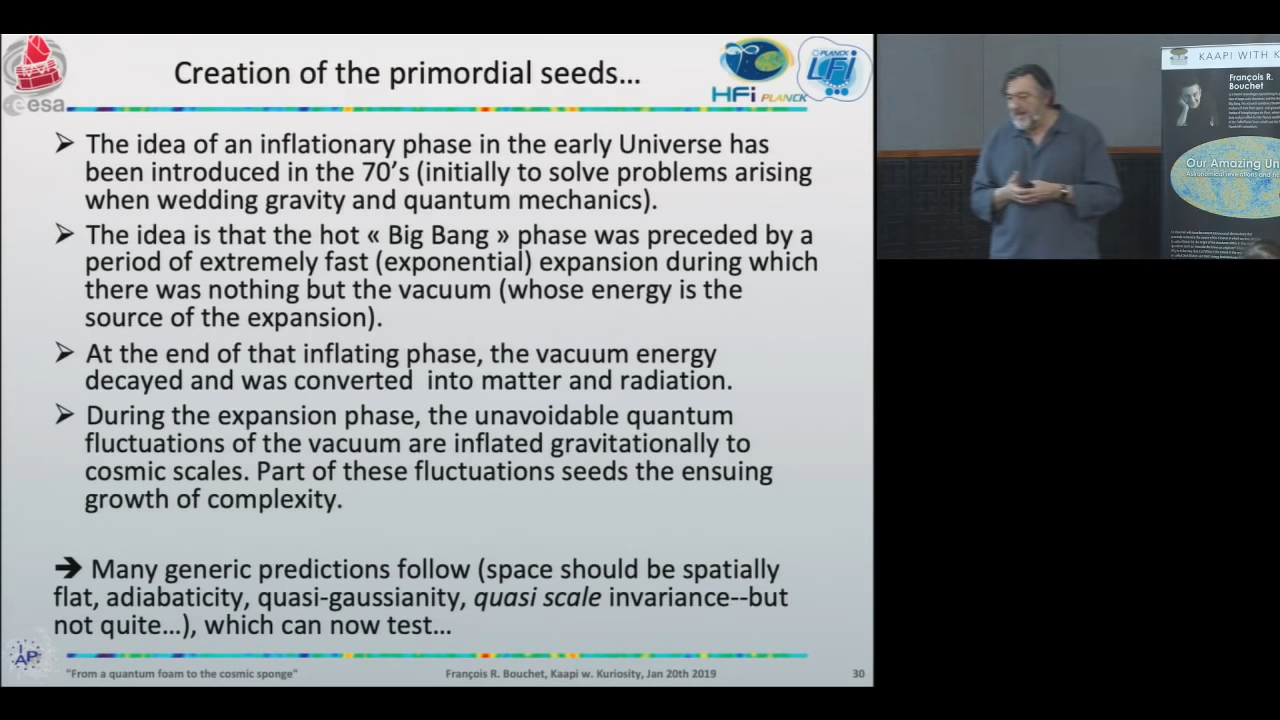 Creation of the primordial seeds…
esa
HFi PLANCK
PLANCK
LFi
➢ The idea of an inflationary phase in the early Universe has
been introduced in the 70’s (initially to solve problems arising
when wedding gravity and quantum mechanics).
➢ The idea is that the hot « Big Bang » phase was preceded by a
period of extremely fast (exponential) expansion during which
there was nothing but the vacuum (whose energy is the
source of the expansion).
➢ At the end of that inflating phase, the vacuum energy
decayed and was converted into matter and radiation.
➢ During the expansion phase, the unavoidable quantum
fluctuations of the vacuum are inflated gravitationally to
cosmic scales. Part of these fluctuations seeds the ensuing
growth of complexity.
➔ Many generic predictions follow (space should be spatially
flat, adiabaticity, quasi-gaussianity, quasi scale invariance--but
not quite…), which can now test…
IAP
"From a quantum foam to the cosmic sponge"
François R. Bouchet, Kaapi w. Kuriosity, Jan 20th 2019
30
KAAPI WITH K
François R.
Bouchet
Our Amazing Un